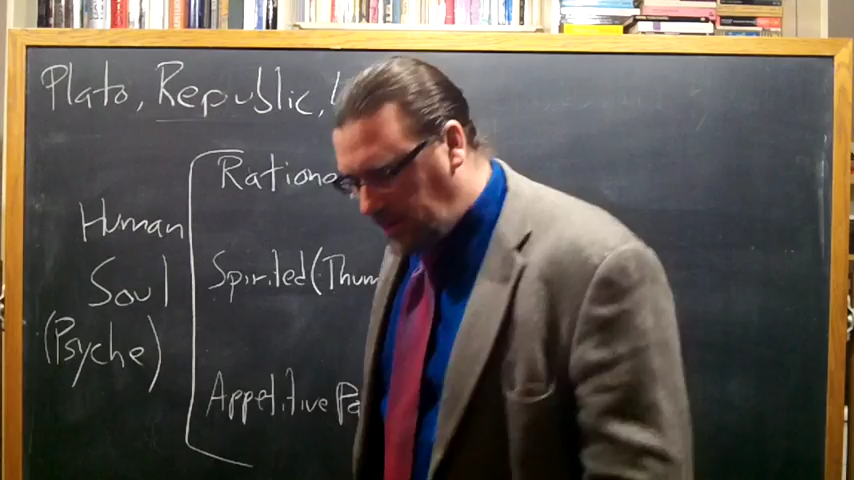 Plato, Republic,
Human
Soul
(Psyche)
Rationa
Spirited (Thum
Appetitive Pa